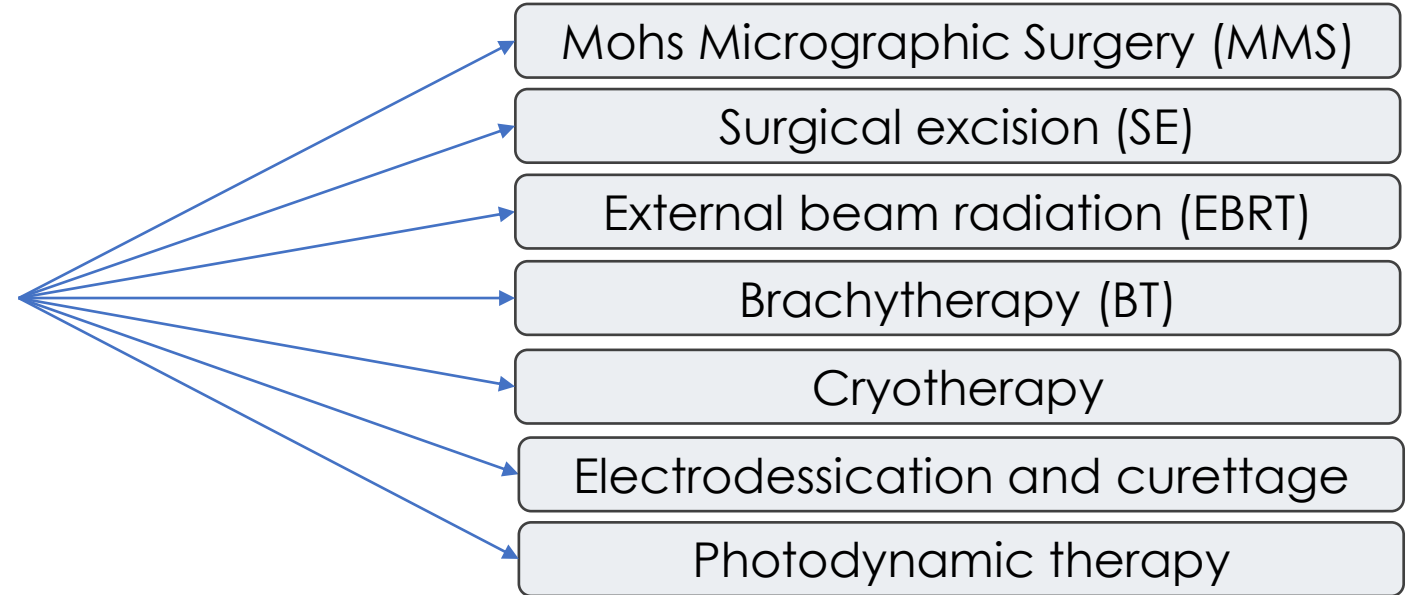 Mohs Micrographic Surgery (MMS)
Surgical excision (SE)
External beam radiation (EBRT)
Brachytherapy (BT)
Cryotherapy
Electrodessication and curettage
Photodynamic therapy